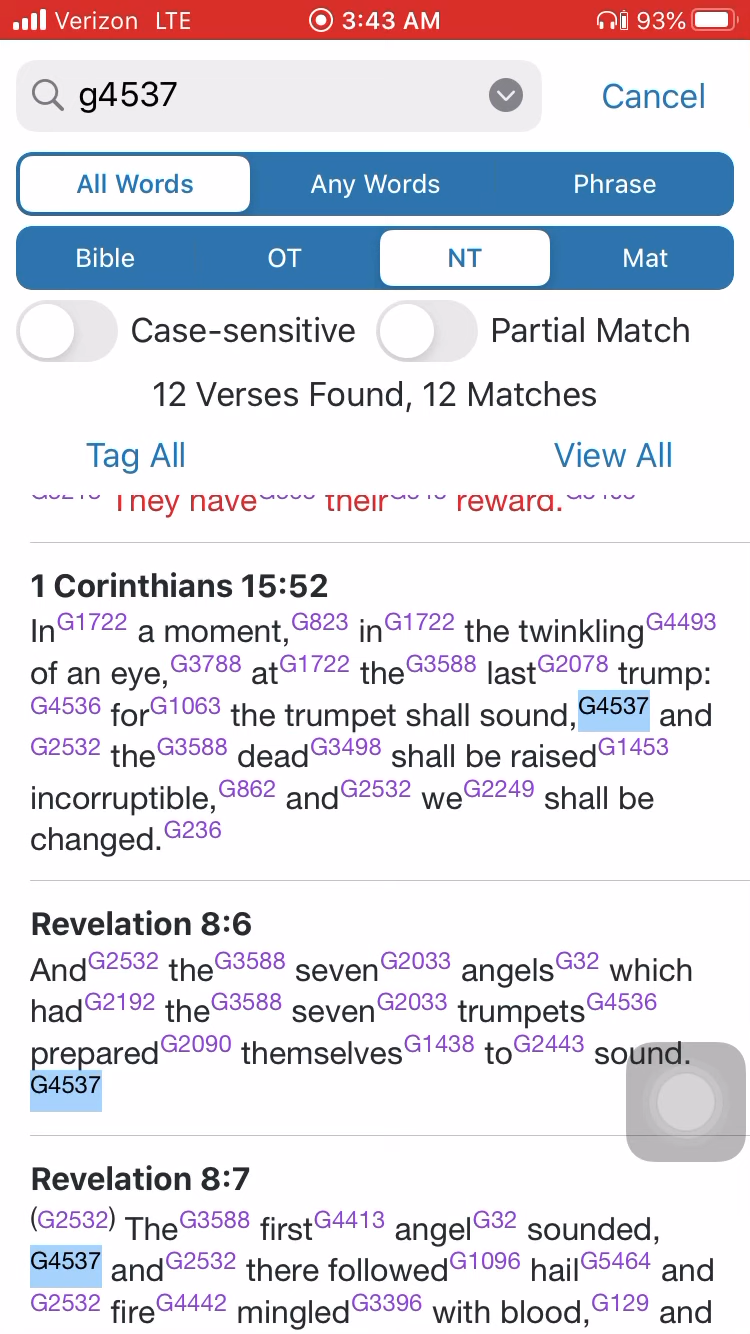 Verizon LTE 3:43 AM 93%
g4537 Cancel
All Words Any Words Phrase
Bible OT NT Mat
Case-sensitive Partial Match
12 Verses Found, 12 Matches
Tag All View All
They have their reward.
1 Corinthians 15:52
InG1722 a moment,G823 inG1722 the twinklingG4493
of an eye,G3788 atG1722 theG3588 lastG2078 trump:
G4536 forG1063 the trumpet shall sound,G4537 and
G2532 theG3588 deadG3498 shall be raisedG1453
incorruptible,G862 andG2532 weG2249 shall be
changed.G236
Revelation 8:6
AndG2532 theG3588 sevenG2033 angelsG32 which
hadG2192 theG3588 sevenG2033 trumpetsG4536
preparedG2090 themselvesG1438 toG2443 sound.
G4537
Revelation 8:7
(G2532) TheG3588 firstG4413 angelG32 sounded,
G4537 andG2532 there followedG1096 hailG5464 and
G2532 fireG4442 mingledG3396 with blood,G129 and